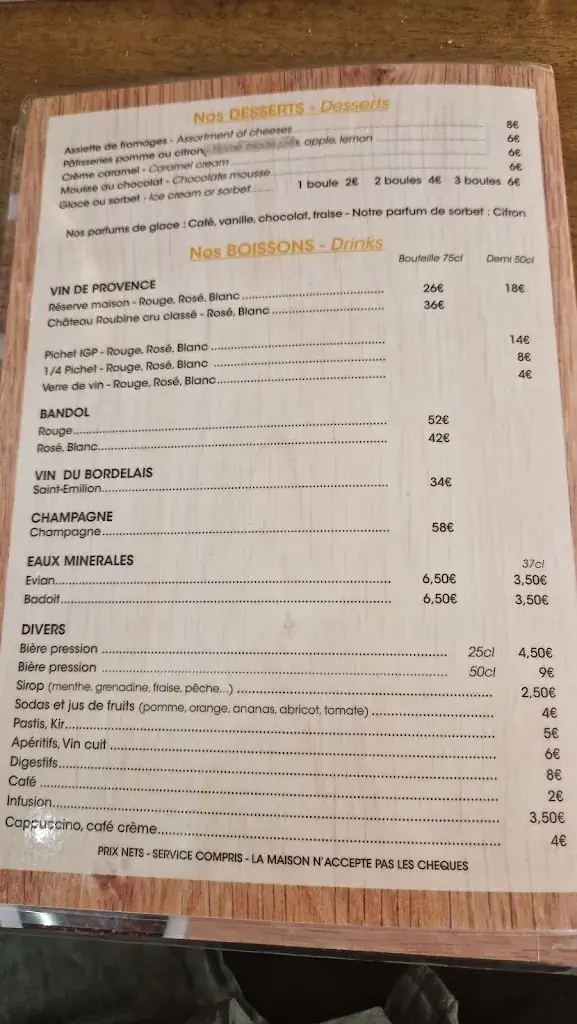 Nos DESSERTS - Desserts
Assiette de fromages - Assortment of cheeses 8€
Pâtisseries pomme ou citron, apple, lemon 6€
Crème caramel - Caramel cream 6€
Mousse au chocolat - Chocolate mousse 6€
Glace ou sorbet - Ice cream or sorbet 1 boule 2€ 2 boules 4€ 3 boules 6€
Nos parfums de glace : Café, vanille, chocolat, fraise - Notre parfum de sorbet : Citron
Nos BOISSONS - Drinks
Bouteille 75cl Demi 50cl
VIN DE PROVENCE
Réserve maison - Rouge, Rosé, Blanc 26€ 18€
Château Roubine cru classé - Rosé, Blanc 36€
Pichet IGP - Rouge, Rosé, Blanc 14€
1/4 Pichet - Rouge, Rosé, Blanc 8€
Verre de vin - Rouge, Rosé, Blanc 4€
BANDOL
Rouge 52€
Rosé, Blanc 42€
VIN DU BORDELAIS
Saint-Emilion 34€
CHAMPAGNE
Champagne 58€
EAUX MINERALES 37cl
Evian 6,50€ 3,50€
Badoit 6,50€ 3,50€
DIVERS
Bière pression 25cl 4,50€
Bière pression 50cl 9€
Sirop (menthe, grenadine, fraise, pêche...) 2,50€
Sodas et jus de fruits (pomme, orange, ananas, abricot, tomate) 4€
Pastis, Kir 5€
Apéritifs, Vin cuit 6€
Digestifs 8€
Café 2€
Infusion 3,50€
Cappuccino, café crème 4€
PRIX NETS - SERVICE COMPRIS - LA MAISON N'ACCEPTE PAS LES CHEQUES